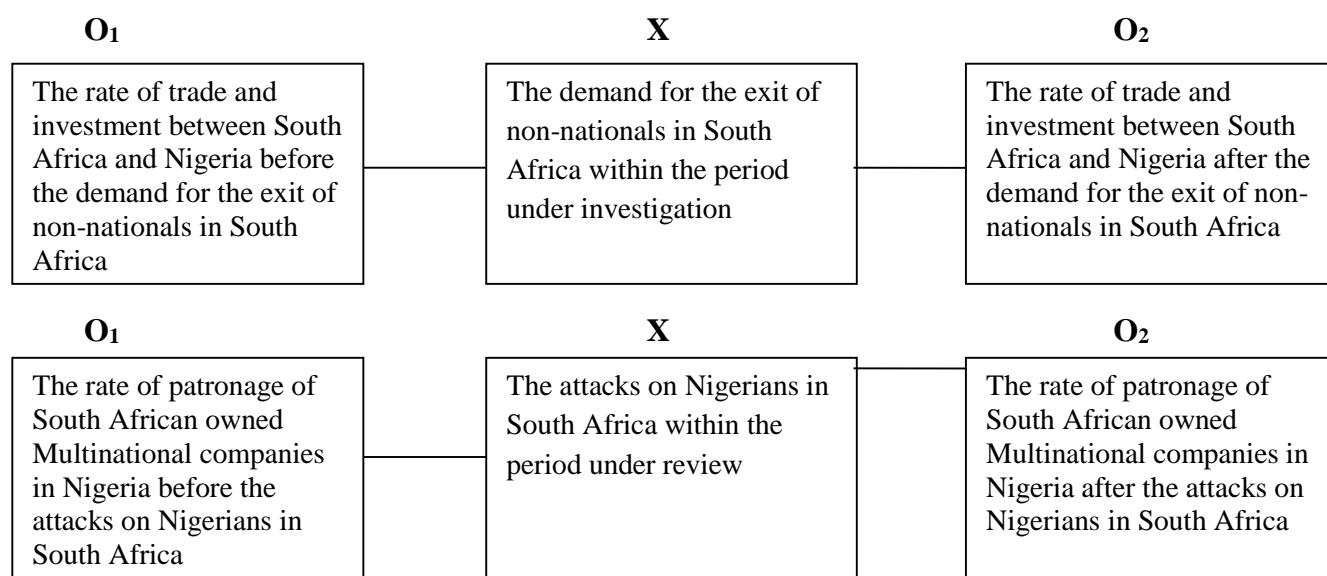 O₁ X O₂
The rate of trade and
investment between South
Africa and Nigeria before
the demand for the exit of
non-nationals in South
Africa
The demand for the exit of
non-nationals in South
Africa within the period
under investigation
The rate of trade and
investment between South
Africa and Nigeria after the
demand for the exit of non-
nationals in South Africa
O₁ X O₂
The rate of patronage of
South African owned
Multinational companies
in Nigeria before the
attacks on Nigerians in
South Africa
The attacks on Nigerians in
South Africa within the
period under review
The rate of patronage of
South African owned
Multinational companies in
Nigeria after the attacks on
Nigerians in South Africa